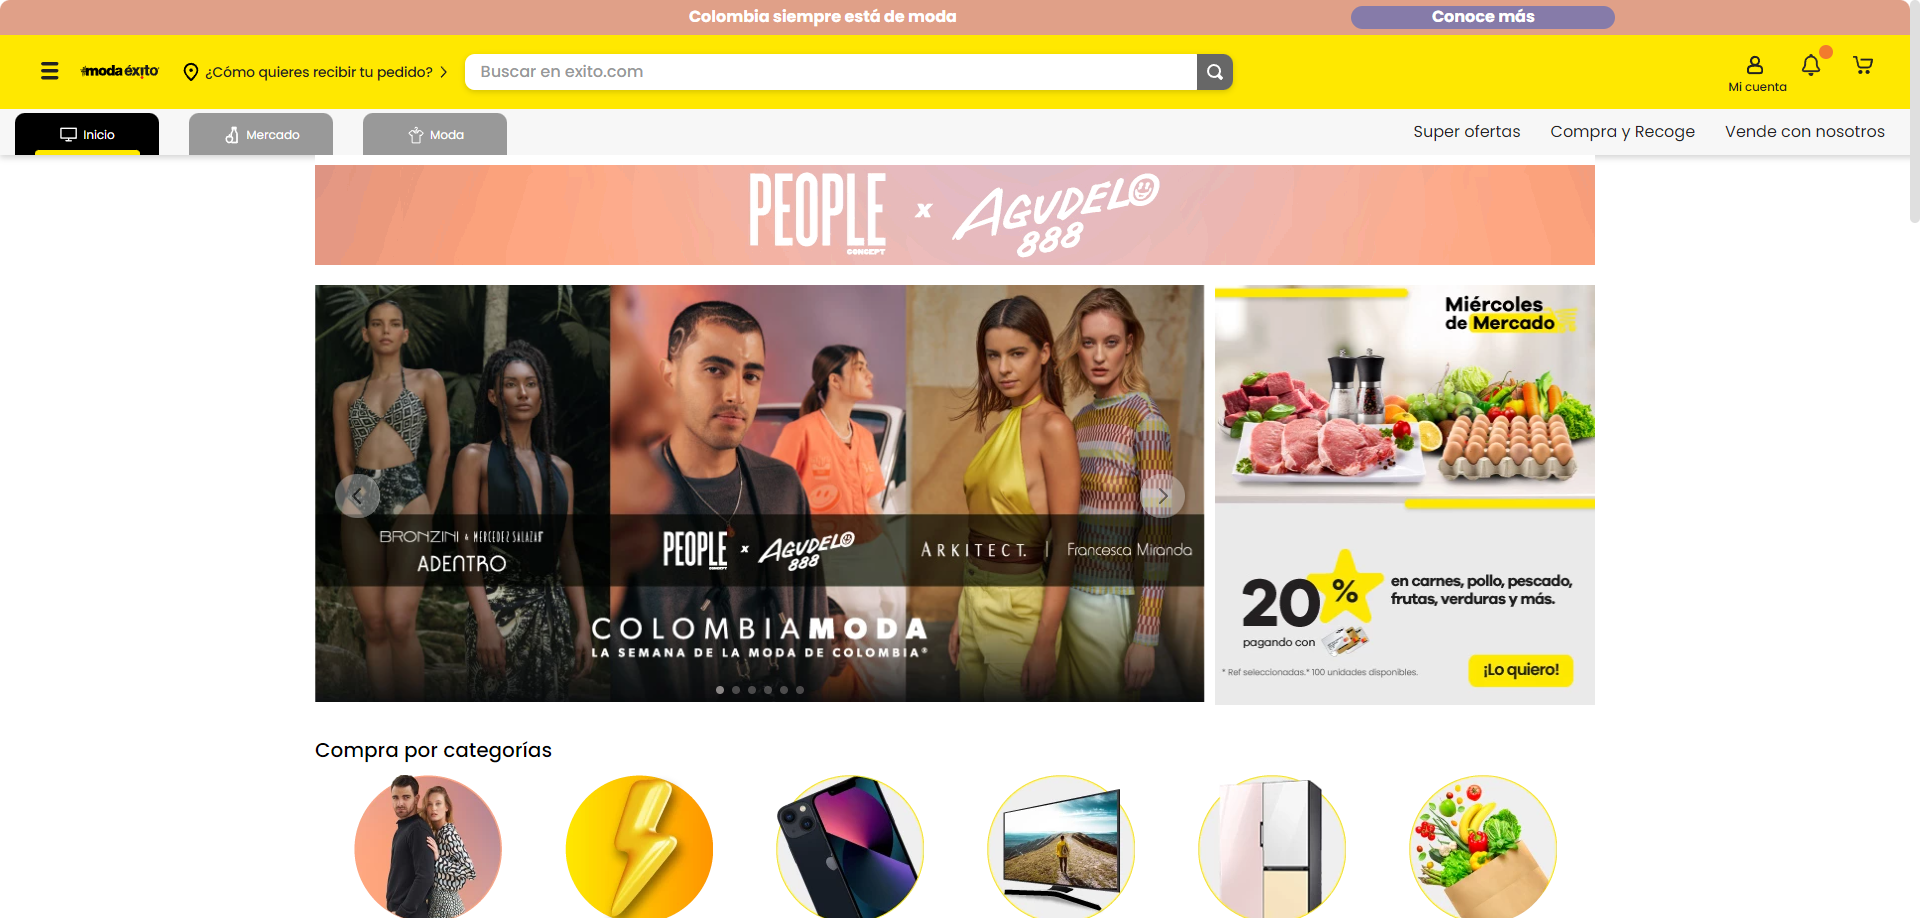 Colombia siempre está de moda
Conoce más
#moda éxito
¿Cómo quieres recibir tu pedido?
Buscar en exito.com
Mi cuenta
Inicio
Mercado
Moda
Super ofertas
Compra y Recoge
Vende con nosotros
PEOPLE x AGUDELO
CONCEPT
888
Miércoles
de Mercado
BRONZINI & MERCEDEZ SALAZAR
ADENTRO
PEOPLE x AGUDELO
CONCEPT
888
ARKITECT. | Francesca Miranda
COLOMBIAMODA
LA SEMANA DE LA MODA DE COLOMBIA®
20%
en carnes, pollo, pescado,
frutas, verduras y más.
pagando con
* Ref seleccionadas.* 100 unidades disponibles.
¡Lo quiero!
Compra por categorías